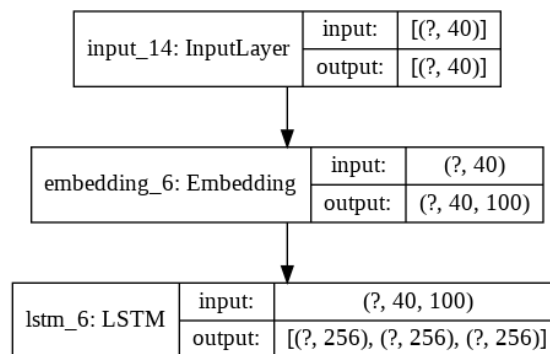 input_14: InputLayer
input: [(?, 40)]
output: [(?, 40)]
embedding_6: Embedding
input: (?, 40)
output: (?, 40, 100)
lstm_6: LSTM
input: (?, 40, 100)
output: [(?, 256), (?, 256), (?, 256)]